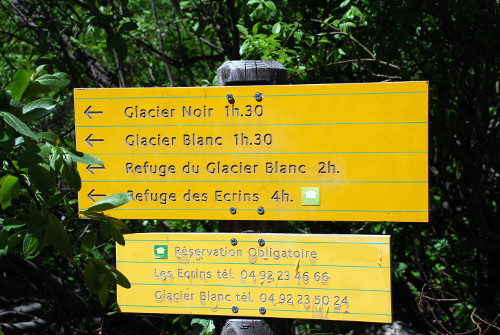 ← Glacier Noir 1h.30
← Glacier Blanc 1h.30
← Refuge du Glacier Blanc 2h.
← Refuge des Ecrins 4h.
Réservation Obligatoire
Les Ecrins tél. 04 92 23 46 66
Glacier Blanc tél. 04 92 23 50 24